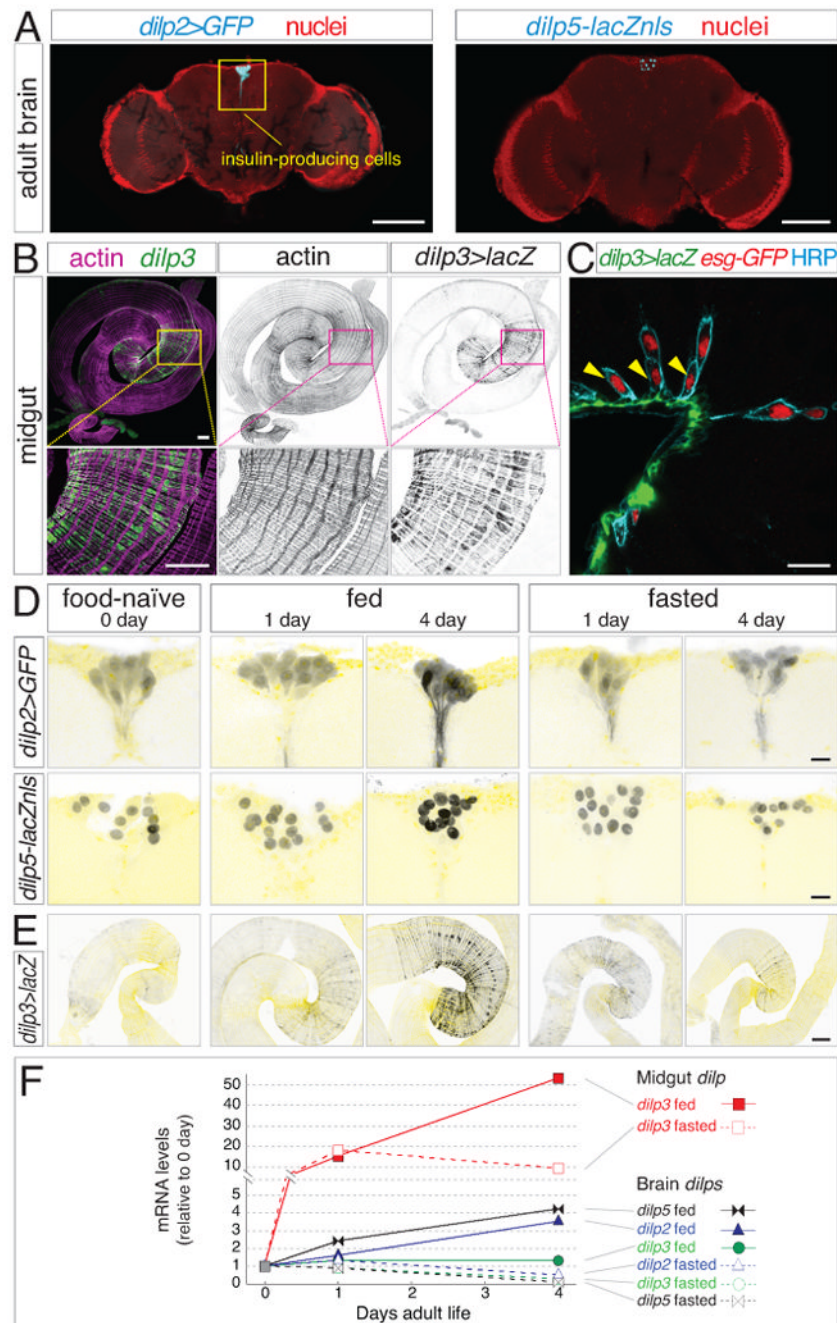 A
dilp2>GFP nuclei
dilp5-lacZnls nuclei
adult brain
insulin-producing cells
B
actin dilp3
actin
dilp3>lacZ
midgut
C
dilp3>lacZ esg-GFP HRP
D
food-naïve
0 day
fed
1 day
4 day
fasted
1 day
4 day
dilp2>GFP
dilp5-lacZnls
E
dilp3>lacZ
F
mRNA levels
(relative to 0 day)
50
40
30
20
10
5
4
3
2
1
0
0 1 2 3 4
Days adult life
Midgut dilp
dilp3 fed
dilp3 fasted
Brain dilps
dilp5 fed
dilp2 fed
dilp3 fed
dilp2 fasted
dilp3 fasted
dilp5 fasted